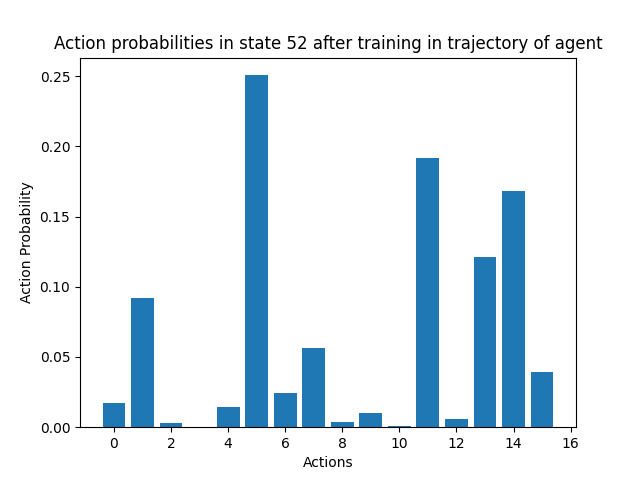 Action probabilities in state 52 after training in trajectory of agent
0.25
0.20
0.15
0.10
0.05
0.00
Action Probability
0 2 4 6 8 10 12 14 16
Actions